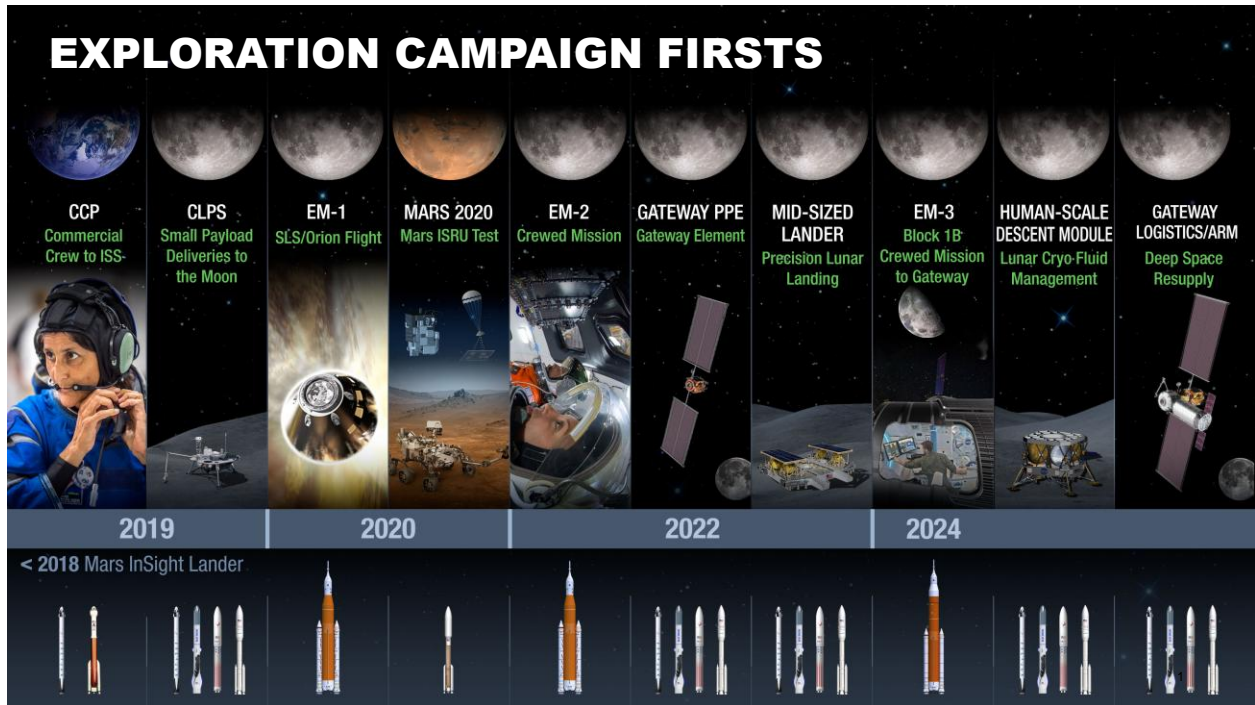 EXPLORATION CAMPAIGN FIRSTS
CCP
Commercial
Crew to ISS
CLPS
Small Payload
Deliveries to
the Moon
EM-1
SLS/Orion Flight
MARS 2020
Mars ISRU Test
EM-2
Crewed Mission
GATEWAY PPE
Gateway Element
MID-SIZED
LANDER
Precision Lunar
Landing
EM-3
Block 1B
Crewed Mission
to Gateway
HUMAN-SCALE
DESCENT MODULE
Lunar Cryo-Fluid
Management
GATEWAY
LOGISTICS/ARM
Deep Space
Resupply
2019
2020
2022
2024
< 2018 Mars InSight Lander
1